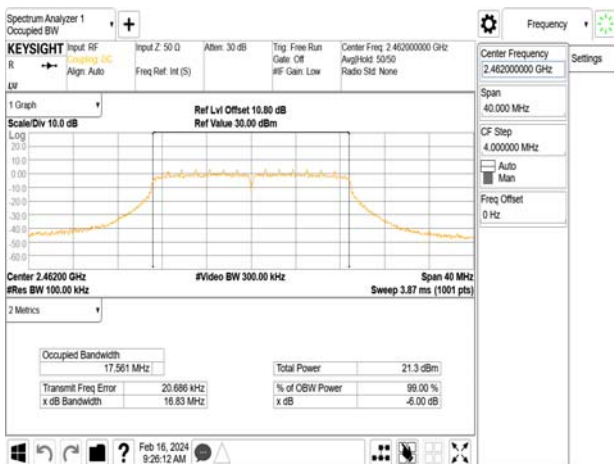 Spectrum Analyzer 1
Occupied BW
Frequency
KEYSIGHT
Input: RF
Coupling: DC
Align: Auto
Input Z: 50 Ω
Freq Ref: Int (S)
Atten: 30 dB
Trig: Free Run
Gate: Off
#IF Gain: Low
Center Freq: 2.462000000 GHz
Avg|Hold: 50/50
Radio Std: None
R
LXI
Center Frequency
2.462000000 GHz
Settings
Span
40.000 MHz
CF Step
4.000000 MHz
Auto
Man
Freq Offset
0 Hz
1 Graph
Scale/Div 10.0 dB
Ref Lvl Offset 10.80 dB
Ref Value 30.00 dBm
Log
20.0
10.0
0.00
-10.0
-20.0
-30.0
-40.0
-50.0
-60.0
Center 2.46200 GHz
#Res BW 100.00 kHz
#Video BW 300.00 kHz
Span 40 MHz
Sweep 3.87 ms (1001 pts)
2 Metrics
Occupied Bandwidth
17.561 MHz
Total Power 21.3 dBm
Transmit Freq Error 20.686 kHz
% of OBW Power 99.00 %
x dB Bandwidth 16.83 MHz
x dB -6.00 dB
Feb 16, 2024
9:26:12 AM